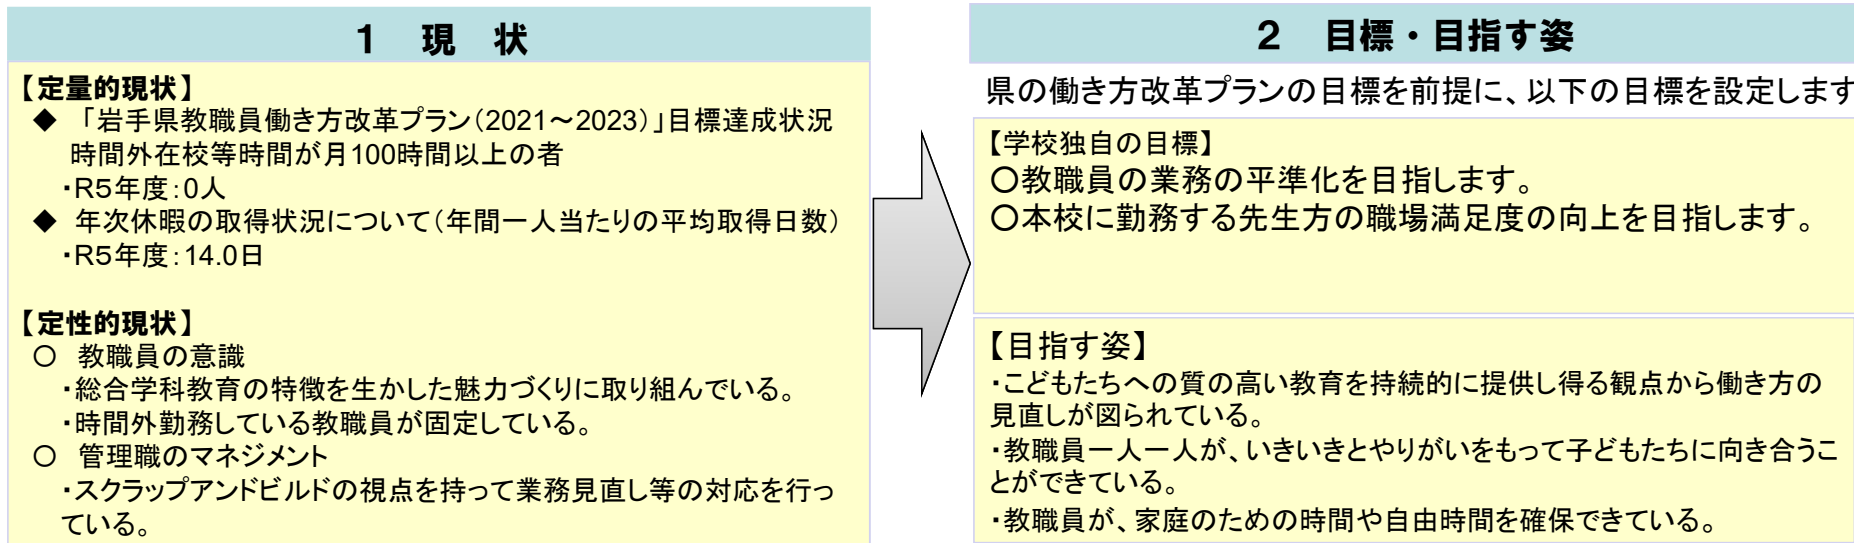 1　現　状
【定量的現状】
◆　「岩手県教職員働き方改革プラン（2021～2023）」目標達成状況
時間外在校等時間が月100時間以上の者
・R5年度：0人
◆　年次休暇の取得状況について（年間一人当たりの平均取得日数）
・R5年度：14.0日
【定性的現状】
○　教職員の意識
・総合学科教育の特徴を生かした魅力づくりに取り組んでいる。
・時間外勤務している教職員が固定している。
○　管理職のマネジメント
・スクラップアンドビルドの視点を持って業務見直し等の対応を行っ
ている。
2　目標・目指す姿
県の働き方改革プランの目標を前提に、以下の目標を設定します
【学校独自の目標】
○教職員の業務の平準化を目指します。
○本校に勤務する先生方の職場満足度の向上を目指します。
【目指す姿】
・こどもたちへの質の高い教育を持続的に提供し得る観点から働き方の
見直しが図られている。
・教職員一人一人が、いきいきとやりがいをもって子どもたちに向き合うこ
とができている。
・教職員が、家庭のための時間や自由時間を確保できている。